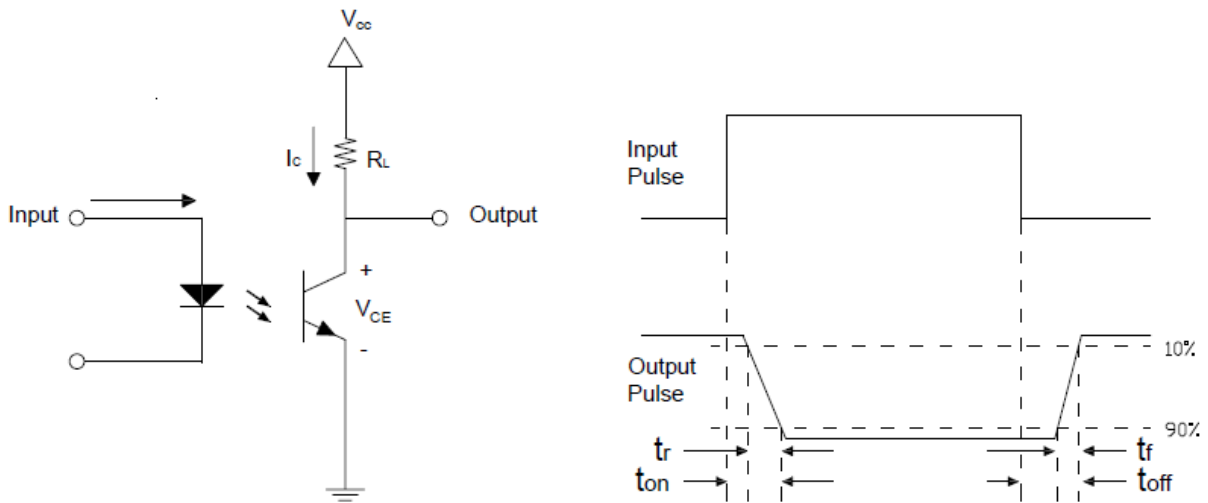 Vcc
Ic
RL
Input
Output
+
VCE
-
Input
Pulse
Output
Pulse
10%
90%
tr
tf
ton
toff